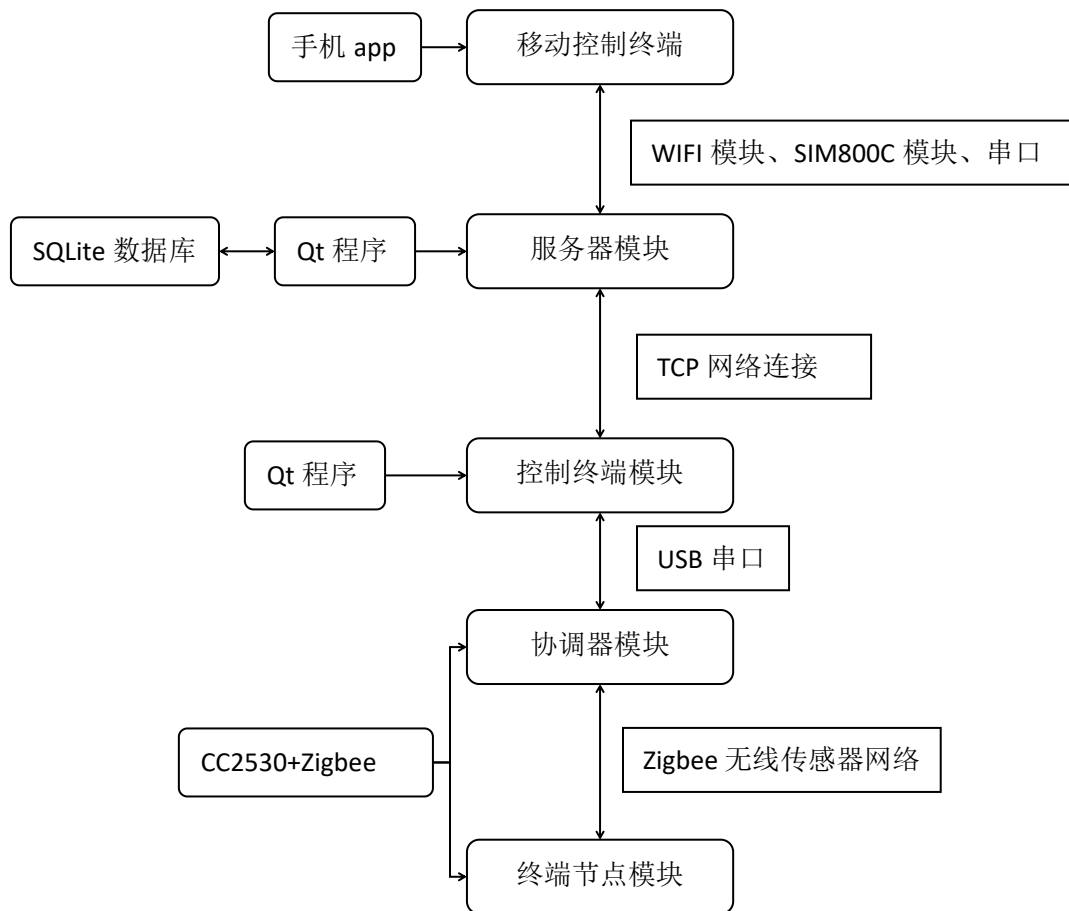 手机 app
移动控制终端
WIFI 模块、SIM800C 模块、串口
SQLite 数据库
Qt 程序
服务器模块
TCP 网络连接
Qt 程序
控制终端模块
USB 串口
协调器模块
CC2530+Zigbee
Zigbee 无线传感器网络
终端节点模块